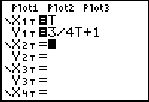 Plot1 Plot2 Plot3
X1T=T
Y1T=3/4T+1
X2T=
Y2T=
X3T=
Y3T=
X4T=